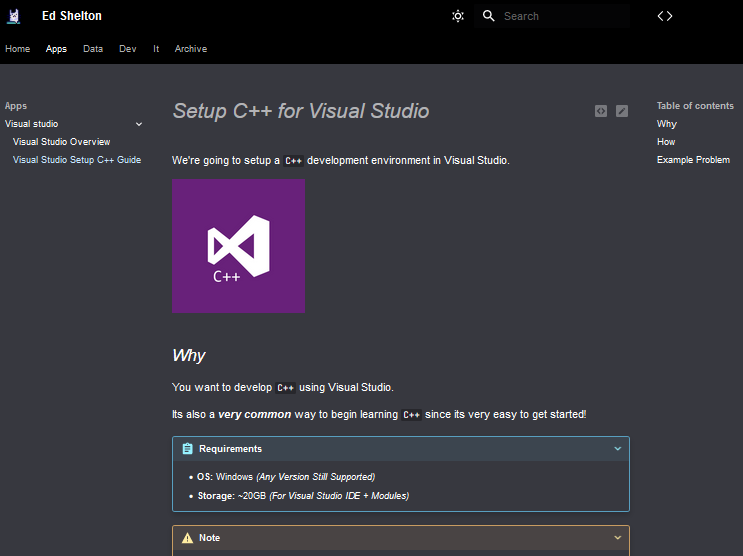 Ed Shelton
Search
Home Apps Data Dev It Archive
Apps
Visual studio
Visual Studio Overview
Visual Studio Setup C++ Guide
Setup C++ for Visual Studio
We're going to setup a C++ development environment in Visual Studio.
C++
Why
You want to develop C++ using Visual Studio.
Its also a very common way to begin learning C++ since its very easy to get started!
Requirements
OS: Windows (Any Version Still Supported)
Storage: ~20GB (For Visual Studio IDE + Modules)
Note
Table of contents
Why
How
Example Problem